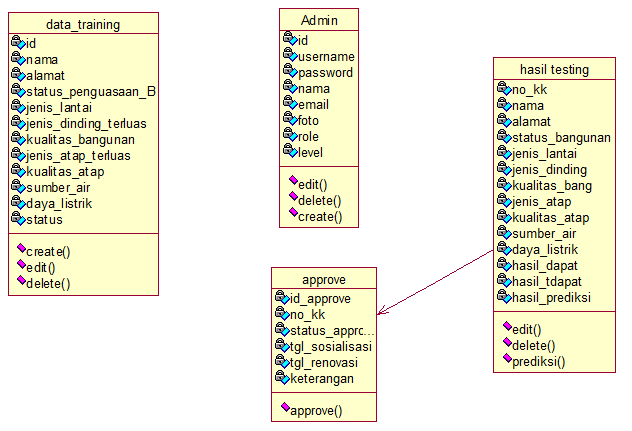 data_training
id
nama
alamat
status_penguasaan_B
jenis_lantai
jenis_dinding_terluas
kualitas_bangunan
jenis_atap_terluas
kualitas_atap
sumber_air
daya_listrik
status
create()
edit()
delete()
Admin
id
username
password
nama
email
foto
role
level
edit()
delete()
create()
hasil testing
no_kk
nama
alamat
status_bangunan
jenis_lantai
jenis_dinding
kualitas_bang
jenis_atap
kualitas_atap
sumber_air
daya_listrik
hasil_dapat
hasil_tdapat
hasil_prediksi
edit()
delete()
prediksi()
approve
id_approve
no_kk
status_appro...
tgl_sosialisasi
tgl_renovasi
keterangan
approve()